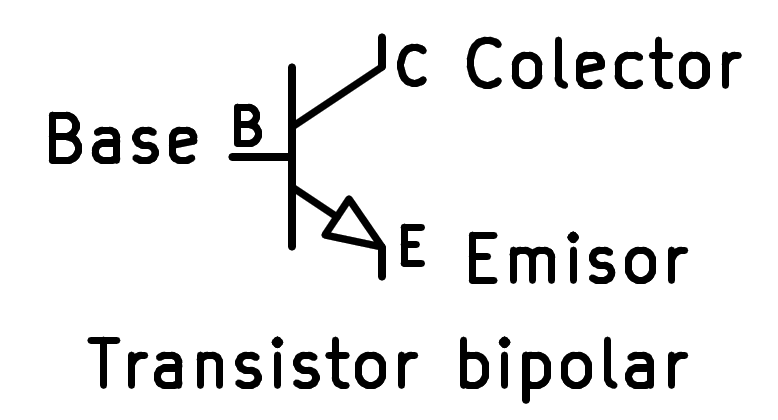 C Colector
Base B
E Emisor
Transistor bipolar